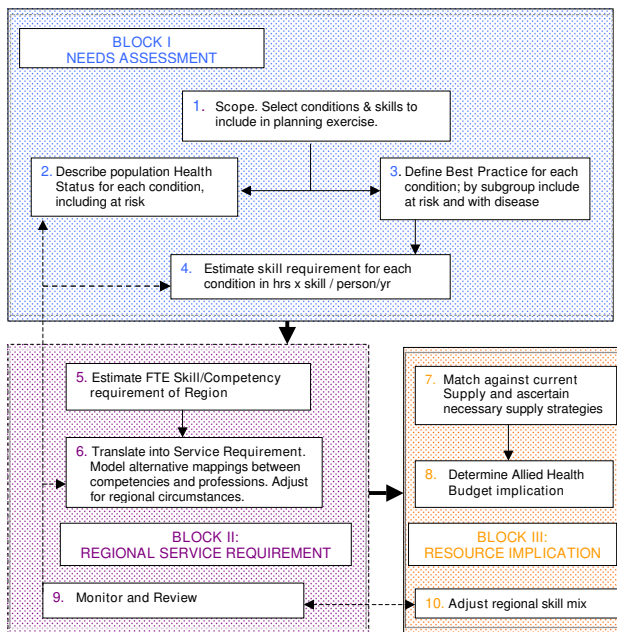 BLOCK I
NEEDS ASSESSMENT
1. Scope. Select conditions & skills to
include in planning exercise.
2. Describe population Health
Status for each condition,
including at risk
3. Define Best Practice for each
condition; by subgroup include
at risk and with disease
4. Estimate skill requirement for each
condition in hrs x skill / person/yr
5. Estimate FTE Skill/Competency
requirement of Region
6. Translate into Service Requirement.
Model alternative mappings between
competencies and professions. Adjust
for regional circumstances.
BLOCK II:
REGIONAL SERVICE REQUIREMENT
9. Monitor and Review
7. Match against current
Supply and ascertain
necessary supply strategies
8. Determine Allied Health
Budget implication
BLOCK III:
RESOURCE IMPLICATION
10. Adjust regional skill mix